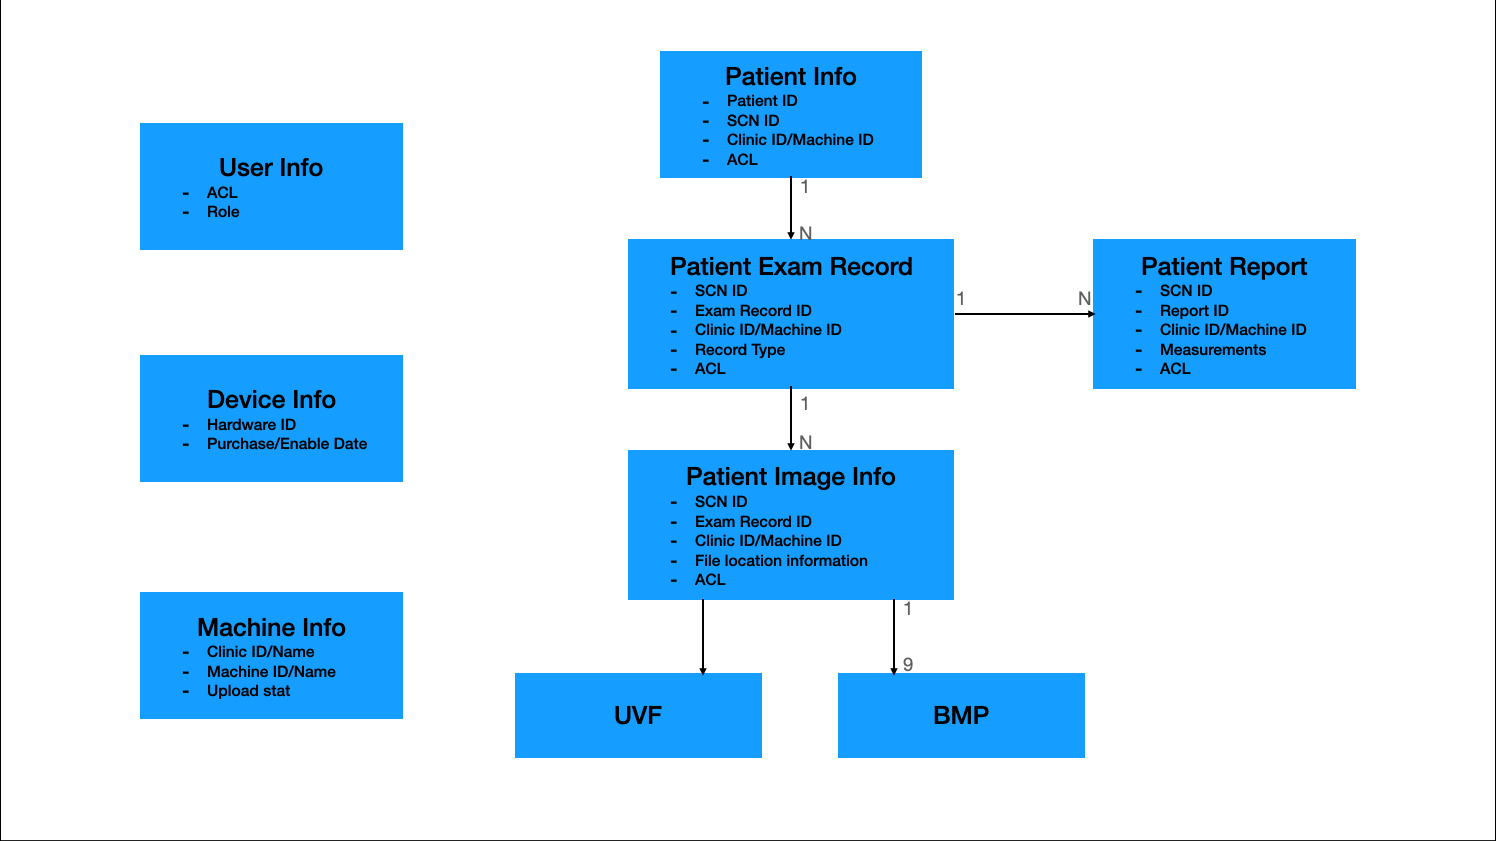 Patient Info
- Patient ID
- SCN ID
- Clinic ID/Machine ID
- ACL
User Info
- ACL
- Role
1
N
Patient Exam Record
- SCN ID
- Exam Record ID
- Clinic ID/Machine ID
- Record Type
- ACL
1
N
Patient Report
- SCN ID
- Report ID
- Clinic ID/Machine ID
- Measurements
- ACL
Device Info
- Hardware ID
- Purchase/Enable Date
1
N
Patient Image Info
- SCN ID
- Exam Record ID
- Clinic ID/Machine ID
- File location information
- ACL
Machine Info
- Clinic ID/Name
- Machine ID/Name
- Upload stat
1
9
UVF
BMP